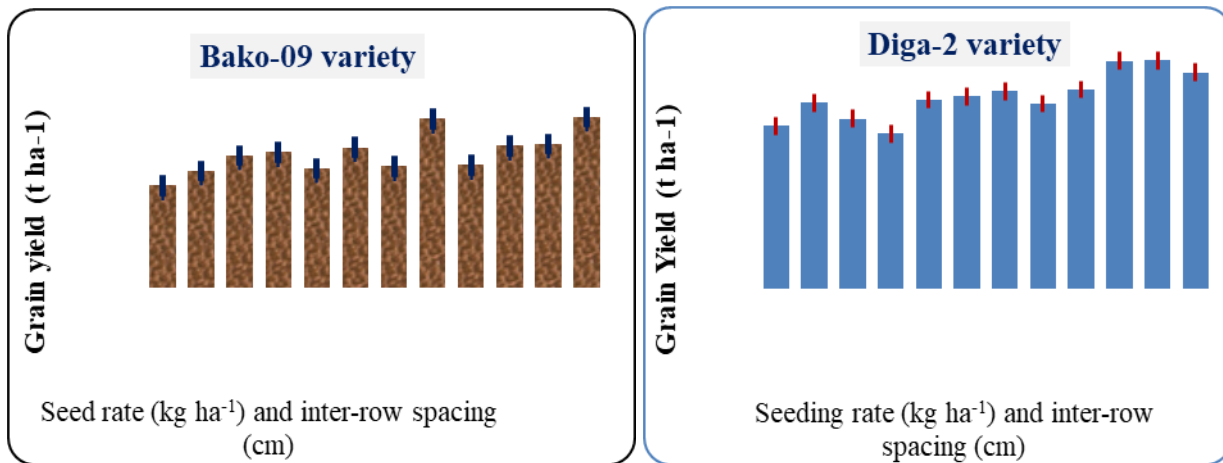 Bako-09 variety
Grain yield (t ha-1)
Seed rate (kg ha⁻¹) and inter-row spacing
(cm)
Diga-2 variety
Grain Yield (t ha-1)
Seeding rate (kg ha⁻¹) and inter-row
spacing (cm)